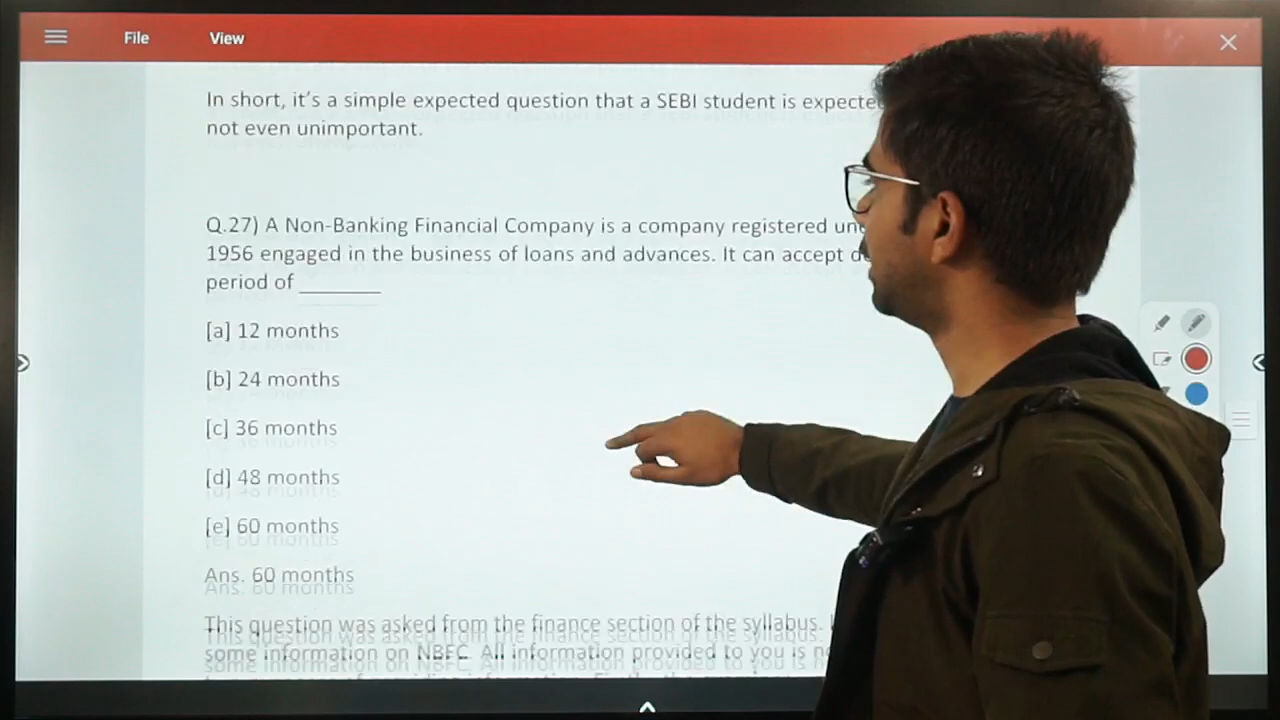 File
View
In short, it's a simple expected question that a SEBI student is expected
not even unimportant.
Q.27) A Non-Banking Financial Company is a company registered
1956 engaged in the business of loans and advances. It can accept
period of ________
[a] 12 months
[b] 24 months
[c] 36 months
[d] 48 months
[e] 60 months
Ans. 60 months
This question was asked from the finance section of the syllabus.
some information on NBFC. All information provided to you is